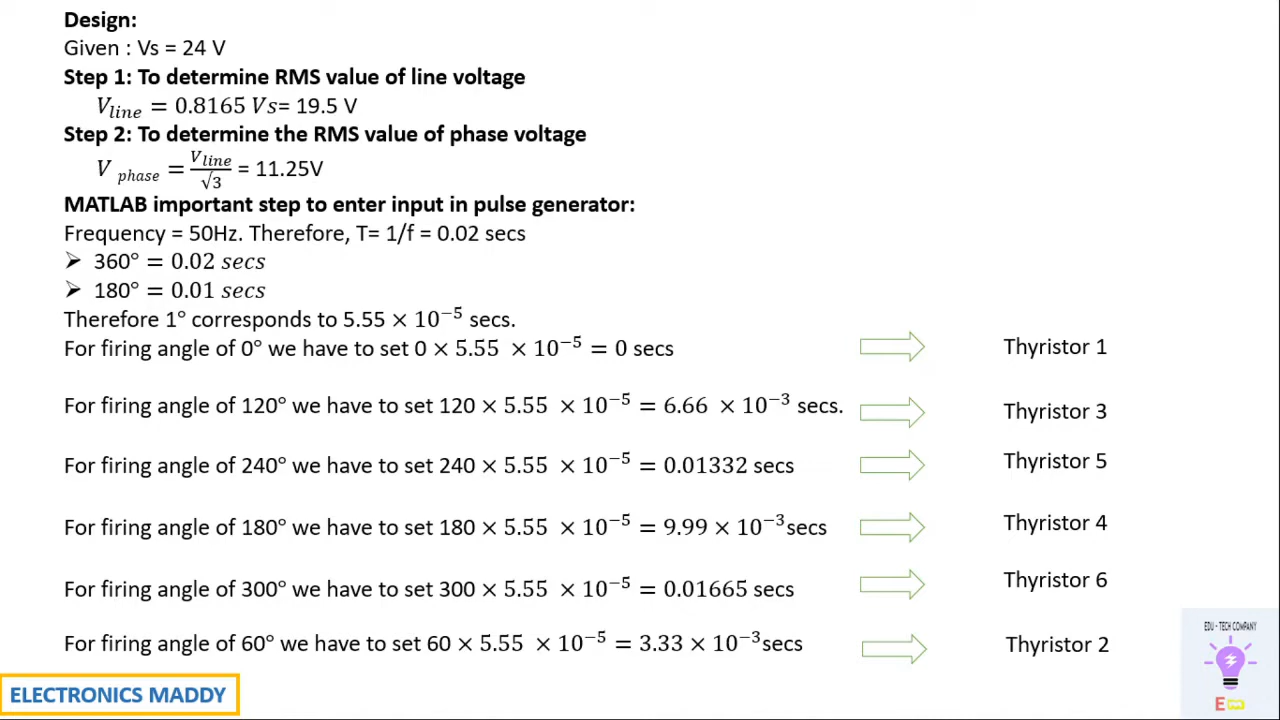 Design:
Given : Vs = 24 V
Step 1: To determine RMS value of line voltage
V_line = 0.8165 Vs= 19.5 V
Step 2: To determine the RMS value of phase voltage
V_phase = V_line/√3 = 11.25V
MATLAB important step to enter input in pulse generator:
Frequency = 50Hz. Therefore, T= 1/f = 0.02 secs
➢ 360° = 0.02 secs
➢ 180° = 0.01 secs
Therefore 1° corresponds to 5.55 × 10⁻⁵ secs.
For firing angle of 0° we have to set 0 × 5.55 × 10⁻⁵ = 0 secs Thyristor 1
For firing angle of 120° we have to set 120 × 5.55 × 10⁻⁵ = 6.66 × 10⁻³ secs. Thyristor 3
For firing angle of 240° we have to set 240 × 5.55 × 10⁻⁵ = 0.01332 secs Thyristor 5
For firing angle of 180° we have to set 180 × 5.55 × 10⁻⁵ = 9.99 × 10⁻³secs Thyristor 4
For firing angle of 300° we have to set 300 × 5.55 × 10⁻⁵ = 0.01665 secs Thyristor 6
For firing angle of 60° we have to set 60 × 5.55 × 10⁻⁵ = 3.33 × 10⁻³secs Thyristor 2
EDU - TECH COMPANY
Em
ELECTRONICS MADDY